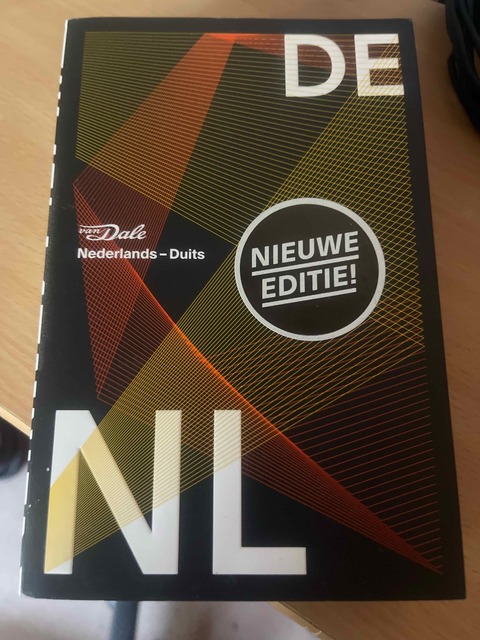 DE
van Dale
Nederlands – Duits
NIEUWE
EDITIE!
NL